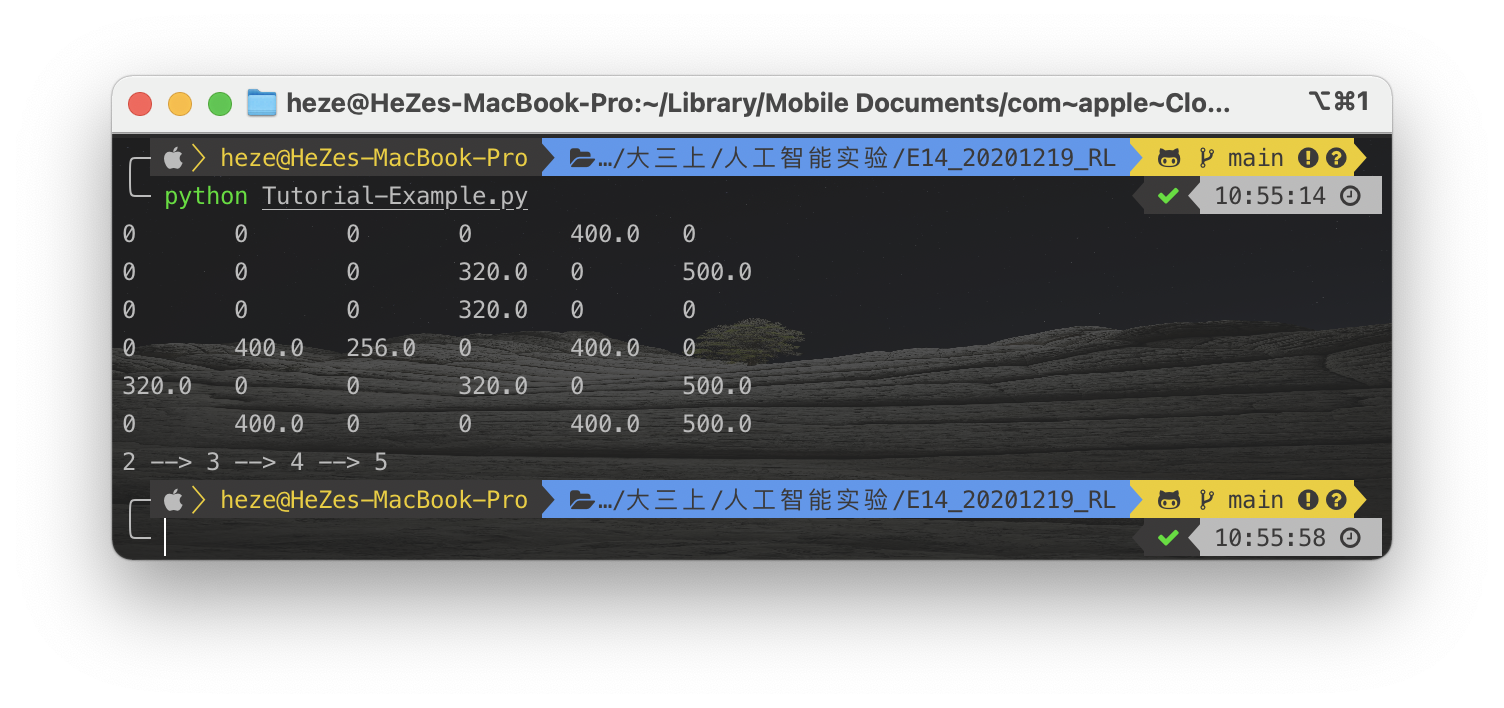 heze@HeZes-MacBook-Pro:~/Library/Mobile Documents/com~apple~Clo... ⌥⌘1
heze@HeZes-MacBook-Pro …/大三上/人工智能实验/E14_20201219_RL main
python Tutorial-Example.py 10:55:14
0 0 0 0 400.0 0
0 0 0 320.0 0 500.0
0 0 0 320.0 0 0
0 400.0 256.0 0 400.0 0
320.0 0 0 320.0 0 500.0
0 400.0 0 0 400.0 500.0
2 --> 3 --> 4 --> 5
heze@HeZes-MacBook-Pro …/大三上/人工智能实验/E14_20201219_RL main
10:55:58